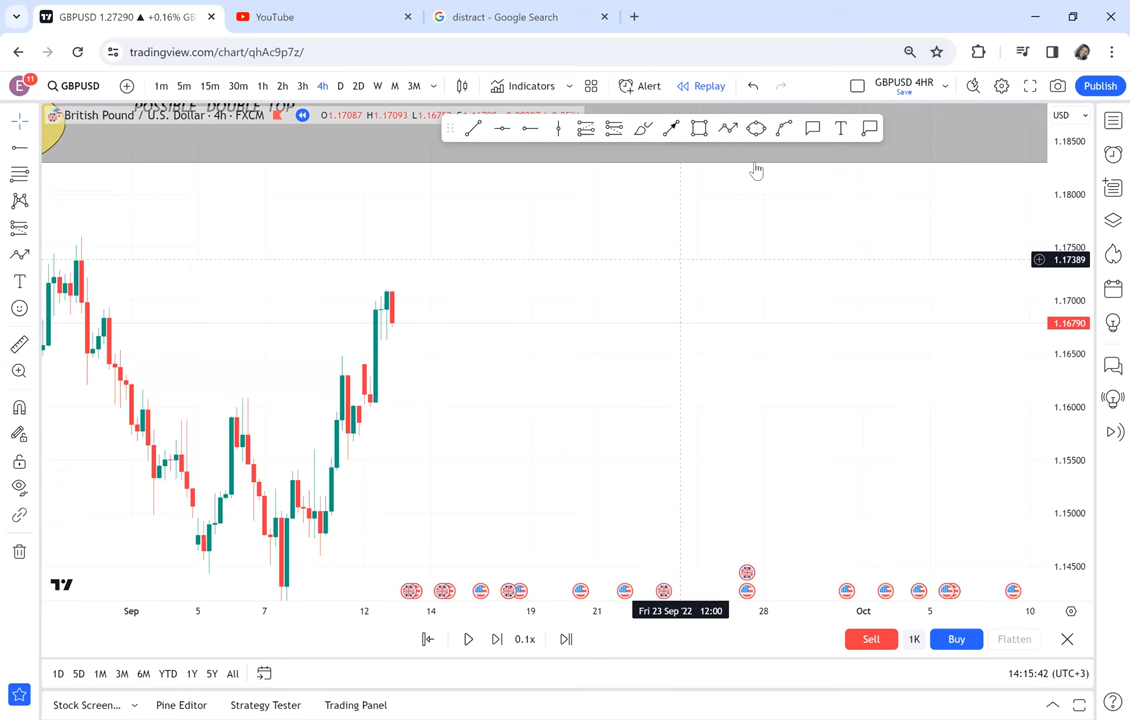 GBPUSD 1.27290 ▲ +0.16% GB
YouTube
distract - Google Search
tradingview.com/chart/qhAc9p7z/
E
11
GBPUSD
1m 5m 15m 30m 1h 2h 3h 4h D 2D W M 3M
Indicators
Alert
Replay
GBPUSD 4HR
Save
Publish
POSSIBLE DOUBLE TOP
British Pound / U.S. Dollar · 4h · FXCM
O1.17087 H1.17093
USD
1.18500
1.18000
1.17500
1.17389
1.17000
1.16790
1.16500
1.16000
1.15500
1.15000
1.14500
Sep 5 7 12 14 19 21 Fri 23 Sep '22 12:00 28 Oct 5 10
0.1x
Sell 1K Buy Flatten
1D 5D 1M 3M 6M YTD 1Y 5Y All
14:15:42 (UTC+3)
Stock Screen... Pine Editor Strategy Tester Trading Panel